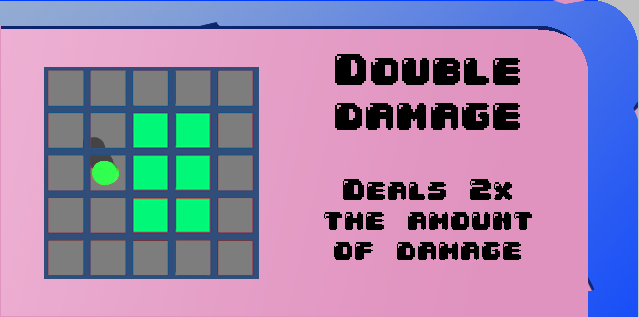 DOUBLE
DAMAGE
DEALS 2X
THE AMOUNT
OF DAMAGE